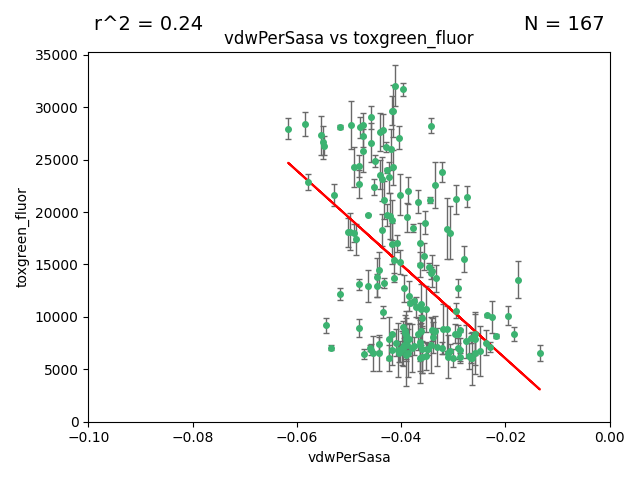 r^2 = 0.24
N = 167
vdwPerSasa vs toxgreen_fluor
35000
30000
25000
20000
15000
10000
5000
0
toxgreen_fluor
−0.10
−0.08
−0.06
−0.04
−0.02
0.00
vdwPerSasa